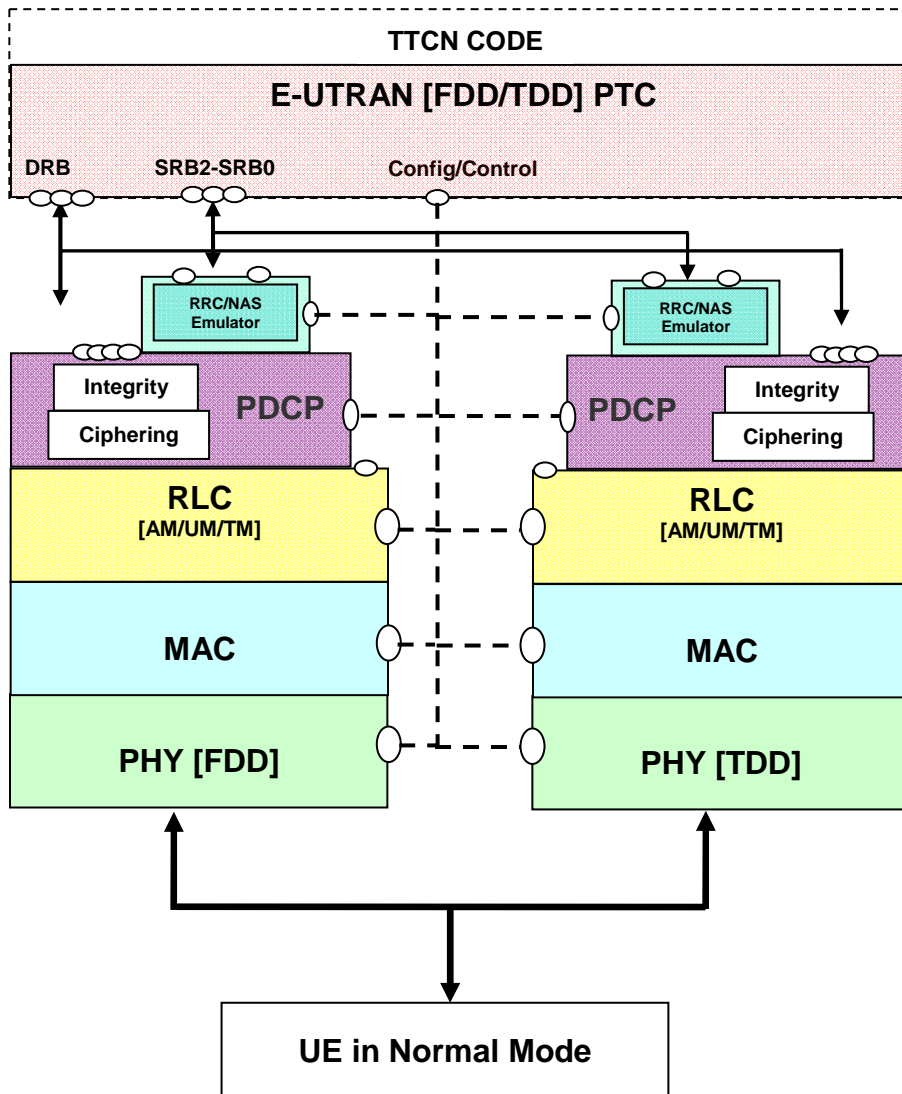 TTCN CODE
E-UTRAN [FDD/TDD] PTC
DRB
SRB2-SRB0
Config/Control
RRC/NAS
Emulator
RRC/NAS
Emulator
Integrity
Ciphering
PDCP
PDCP
Integrity
Ciphering
RLC
[AM/UM/TM]
RLC
[AM/UM/TM]
MAC
MAC
PHY [FDD]
PHY [TDD]
UE in Normal Mode